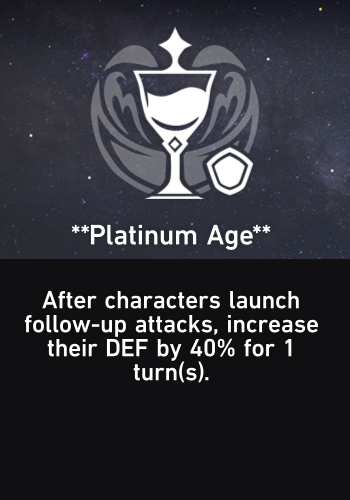 **Platinum Age**
After characters launch
follow-up attacks, increase
their DEF by 40% for 1
turn(s).